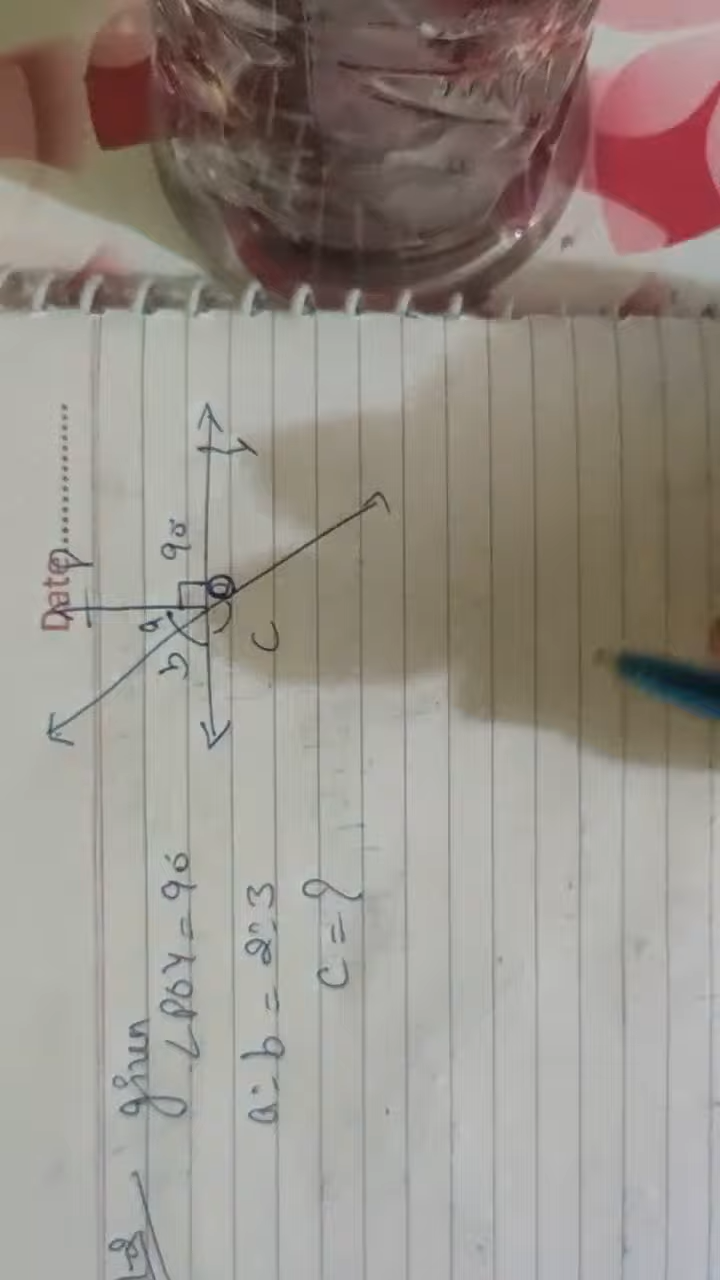 Date..............
given
∠POY = 90
a:b = 2:3
c = ?
P
a
b
90°
Y
O
c